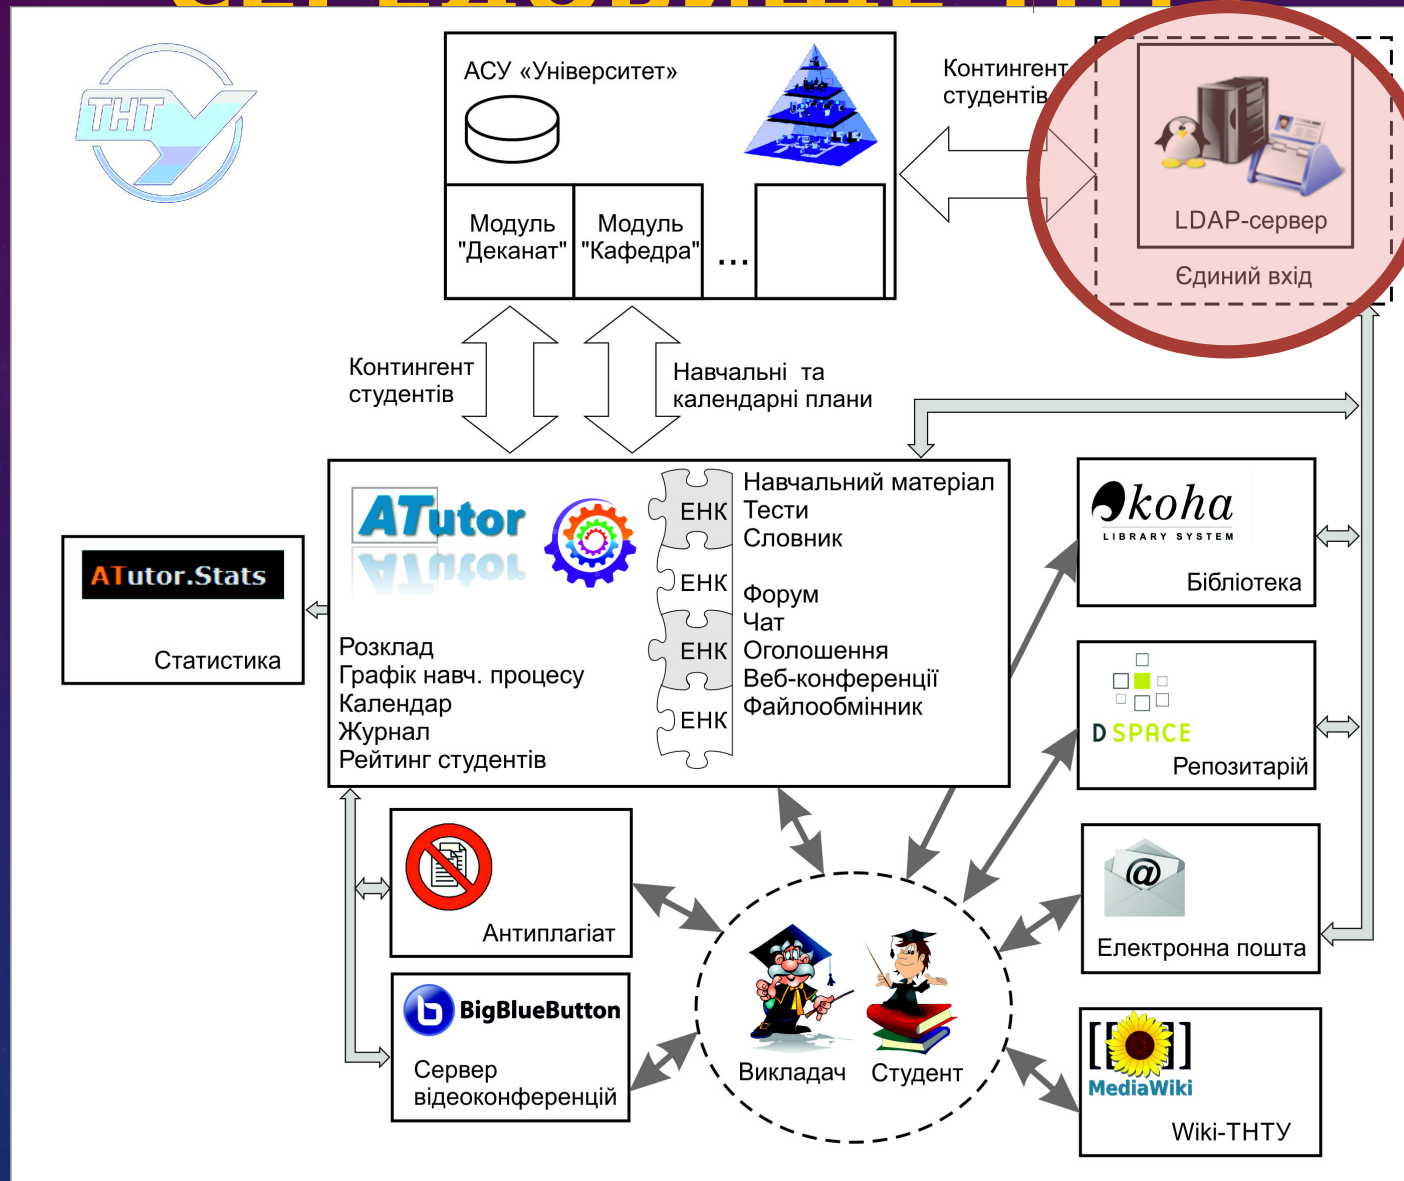 СЕРЕДОВИЩЕ ТНТУ
ТНТУ
АСУ «Університет»
Модуль
"Деканат"
Модуль
"Кафедра"
...
Контингент
студентів
LDAP-сервер
Єдиний вхід
Контингент
студентів
Навчальні та
календарні плани
ATutor
ЕНК
ЕНК
ЕНК
ЕНК
Навчальний матеріал
Тести
Словник
Форум
Чат
Оголошення
Веб-конференції
Файлообмінник
Розклад
Графік навч. процесу
Календар
Журнал
Рейтинг студентів
ATutor.Stats
Статистика
koha
LIBRARY SYSTEM
Бібліотека
D SPACE
Репозитарій
@
Електронна пошта
[[ ]]
MediaWiki
Wiki-ТНТУ
Антиплагіат
b BigBlueButton
Сервер
відеоконференцій
Викладач
Студент